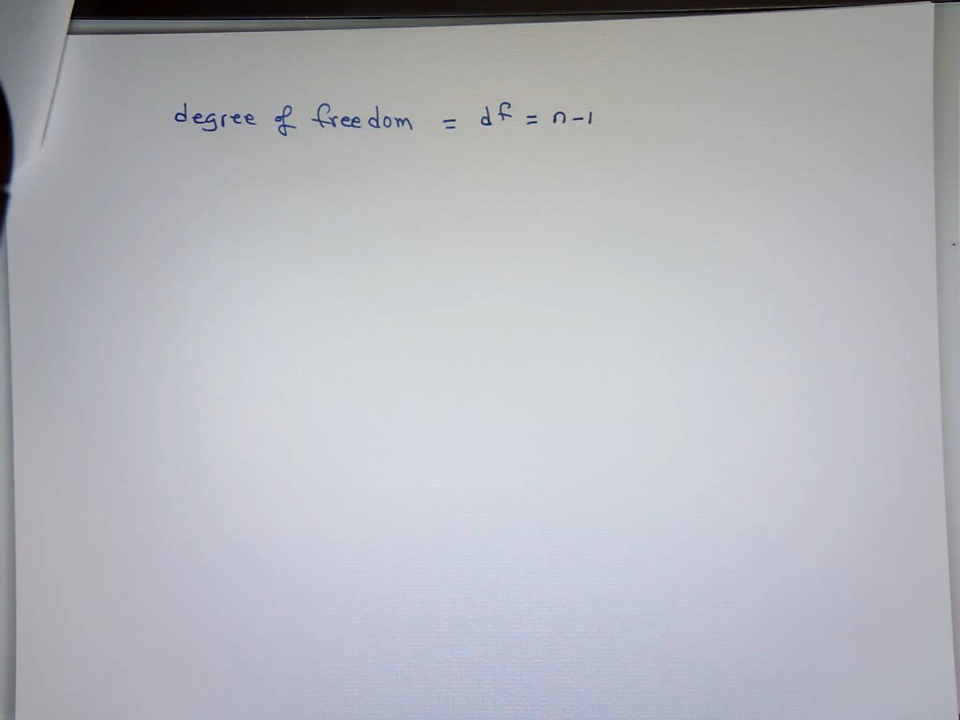 degree of freedom = df = n-1